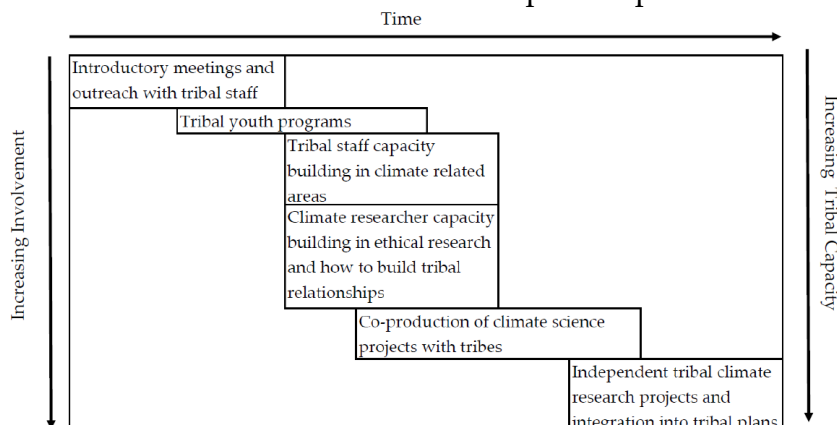 Time
Introductory meetings and
outreach with tribal staff
Tribal youth programs
Tribal staff capacity
building in climate related
areas
Climate researcher capacity
building in ethical research
and how to build tribal
relationships
Co-production of climate science
projects with tribes
Independent tribal climate
research projects and
integration into tribal plans
Increasing Involvement
Increasing Tribal Capacity